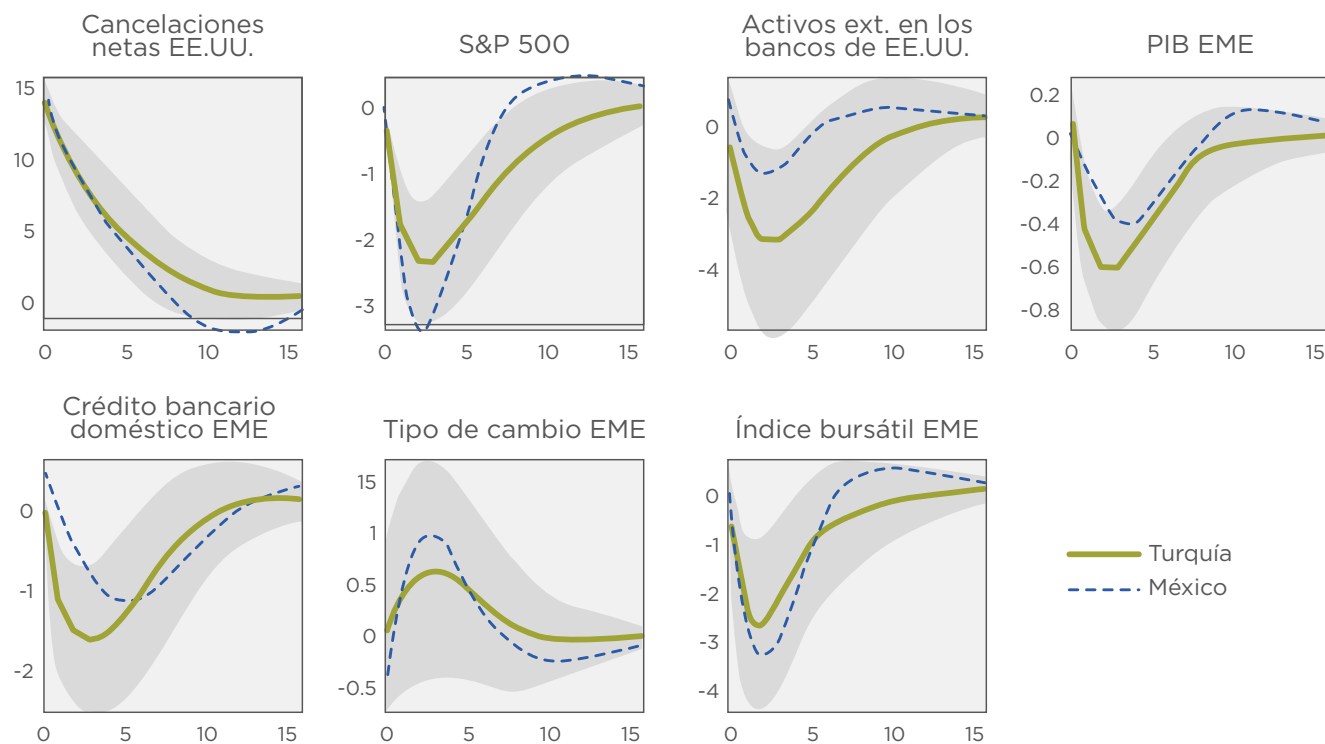 Cancelaciones
netas EE.UU.
S&P 500
Activos ext. en los
bancos de EE.UU.
PIB EME
15
10
5
0
0 5 10 15
0
-1
-2
-3
0 5 10 15
0
-2
-4
0 5 10 15
0.2
0
-0.2
-0.4
-0.6
-0.8
0 5 10 15
Crédito bancario
doméstico EME
Tipo de cambio EME
Índice bursátil EME
0
-1
-2
0 5 10 15
15
1
0.5
0
-0.5
0 5 10 15
0
-1
-2
-3
-4
0 5 10 15
Turquía
México